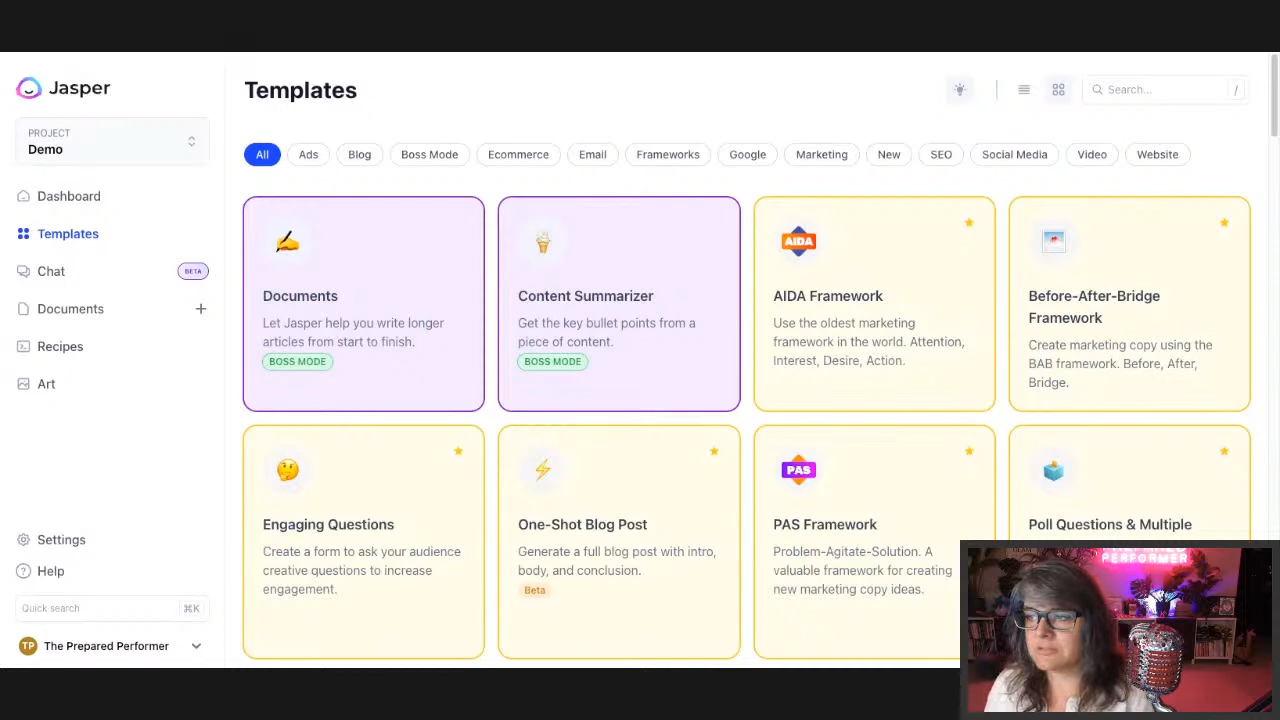 Jasper
PROJECT
Demo
Dashboard
Templates
Chat
BETA
Documents
Recipes
Art
Settings
Help
Quick search
⌘K
TP
The Prepared Performer
Templates
Search...
/
All
Ads
Blog
Boss Mode
Ecommerce
Email
Frameworks
Google
Marketing
New
SEO
Social Media
Video
Website
Documents
Let Jasper help you write longer
articles from start to finish.
BOSS MODE
Content Summarizer
Get the key bullet points from a
piece of content.
BOSS MODE
AIDA
AIDA Framework
Use the oldest marketing
framework in the world. Attention,
Interest, Desire, Action.
Before-After-Bridge
Framework
Create marketing copy using the
BAB framework. Before, After,
Bridge.
Engaging Questions
Create a form to ask your audience
creative questions to increase
engagement.
One-Shot Blog Post
Generate a full blog post with intro,
body, and conclusion.
Beta
PAS
PAS Framework
Problem-Agitate-Solution. A
valuable framework for creating
new marketing copy ideas.
Poll Questions & Multiple
PREPARED
PERFORMER